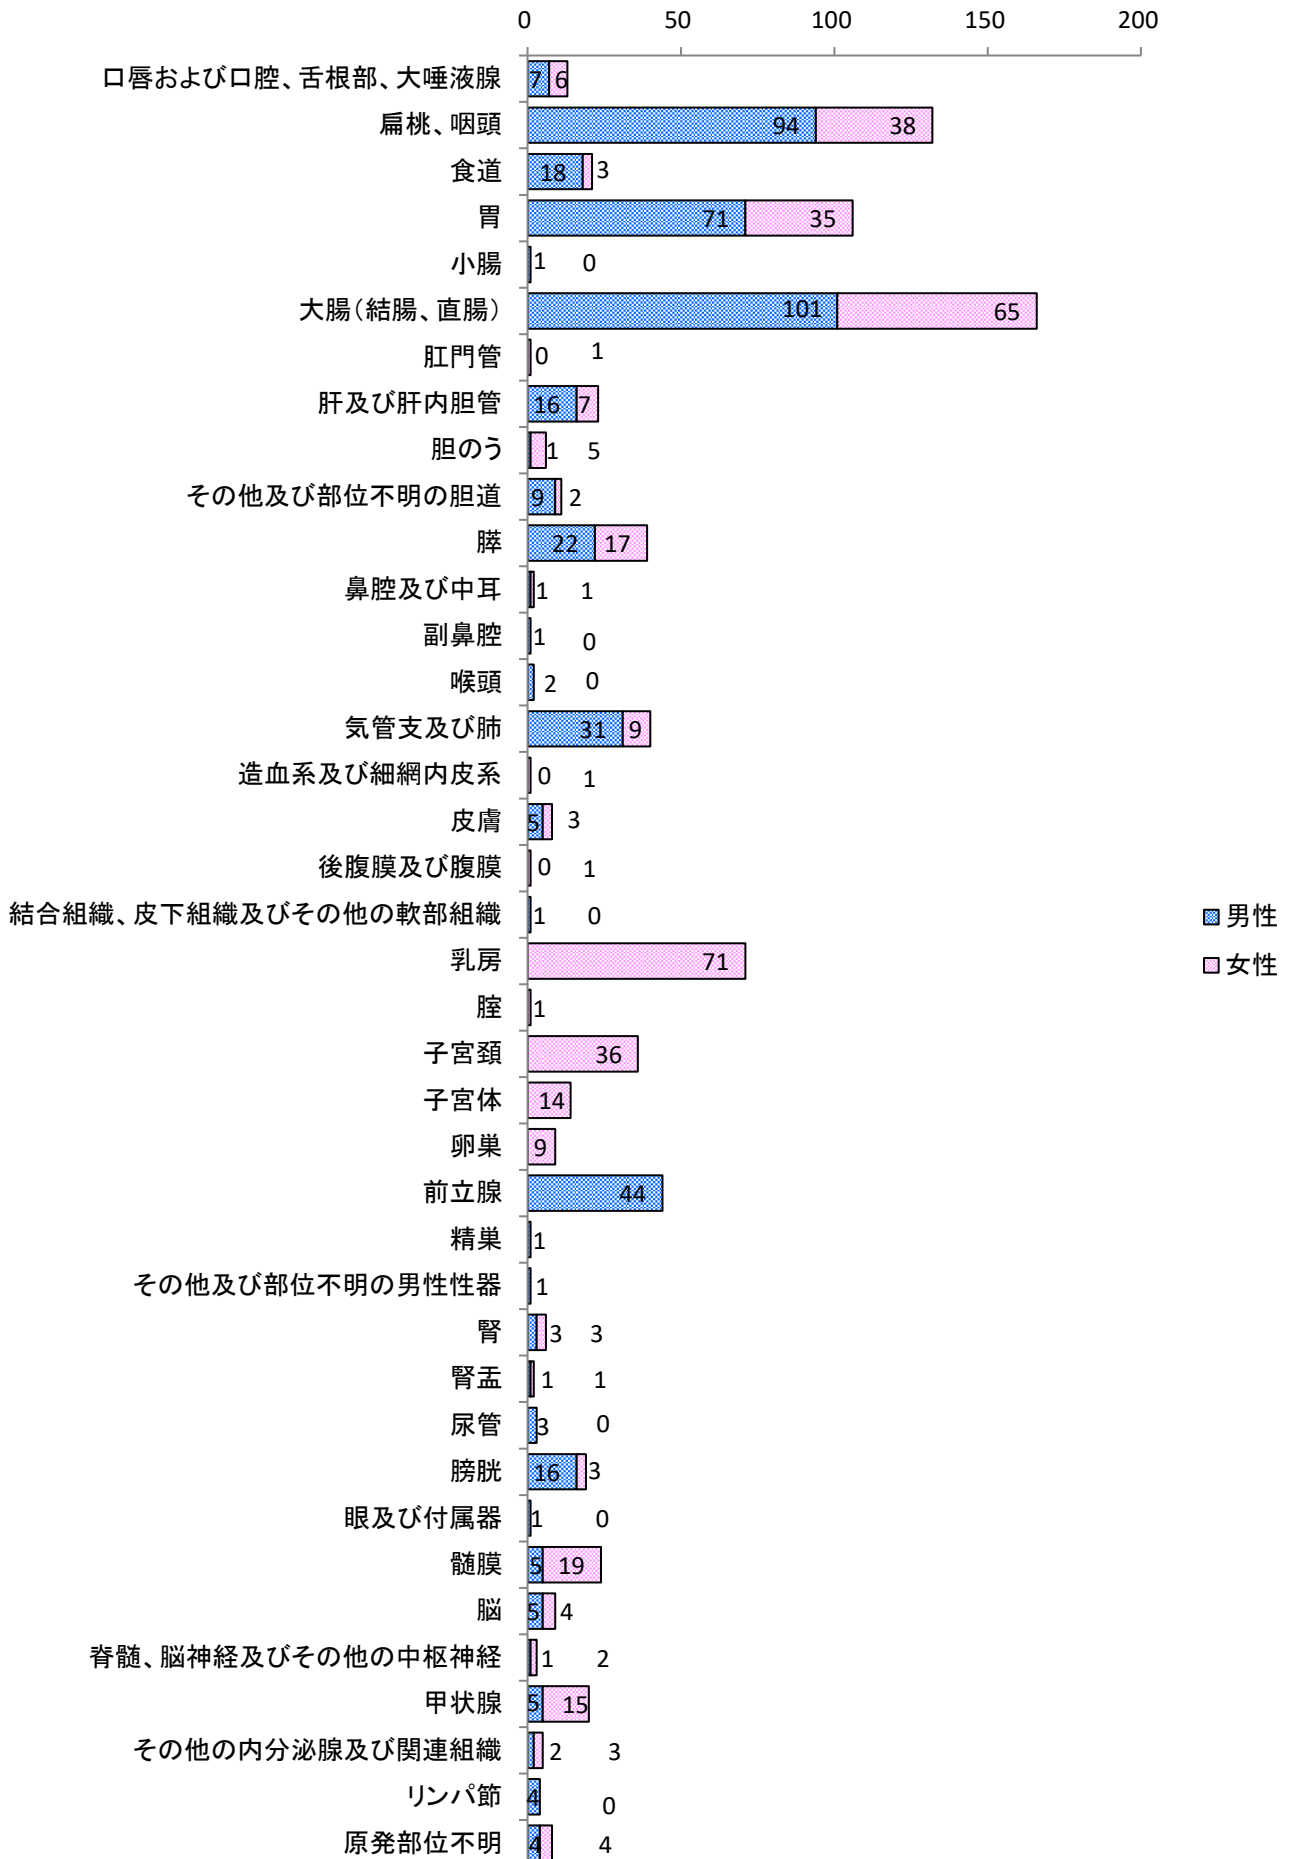 0 50 100 150 200
口唇および口腔、舌根部、大唾液腺 7 6
扁桃、咽頭 94 38
食道 18 3
胃 71 35
小腸 1 0
大腸（結腸、直腸） 101 65
肛門管 0 1
肝及び肝内胆管 16 7
胆のう 1 5
その他及び部位不明の胆道 9 2
膵 22 17
鼻腔及び中耳 1 1
副鼻腔 1 0
喉頭 2 0
気管支及び肺 31 9
造血系及び細網内皮系 0 1
皮膚 5 3
後腹膜及び腹膜 0 1
結合組織、皮下組織及びその他の軟部組織 1 0
男性
乳房 71
女性
腟 1
子宮頚 36
子宮体 14
卵巣 9
前立腺 44
精巣 1
その他及び部位不明の男性性器 1
腎 3 3
腎盂 1 1
尿管 3 0
膀胱 16 3
眼及び付属器 1 0
髄膜 5 19
脳 5 4
脊髄、脳神経及びその他の中枢神経 1 2
甲状腺 5 15
その他の内分泌腺及び関連組織 2 3
リンパ節 4 0
原発部位不明 4 4